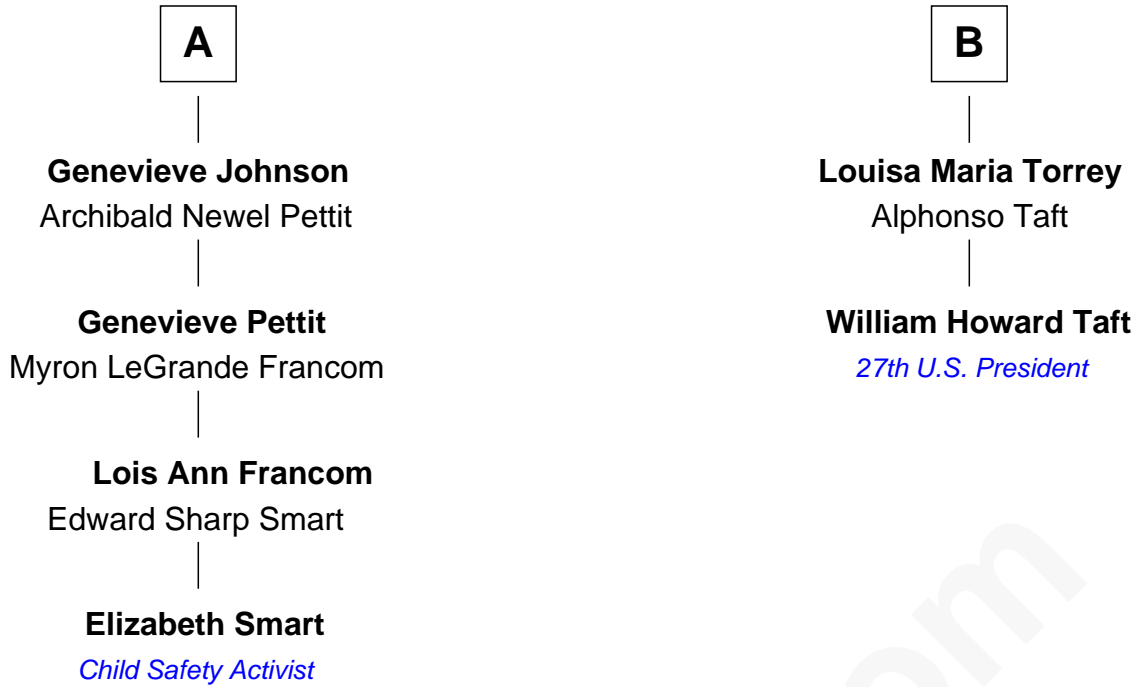 A
Genevieve Johnson
Archibald Newel Pettit
Genevieve Pettit
Myron LeGrande Francom
Lois Ann Francom
Edward Sharp Smart
Elizabeth Smart
Child Safety Activist
B
Louisa Maria Torrey
Alphonso Taft
William Howard Taft
27th U.S. President